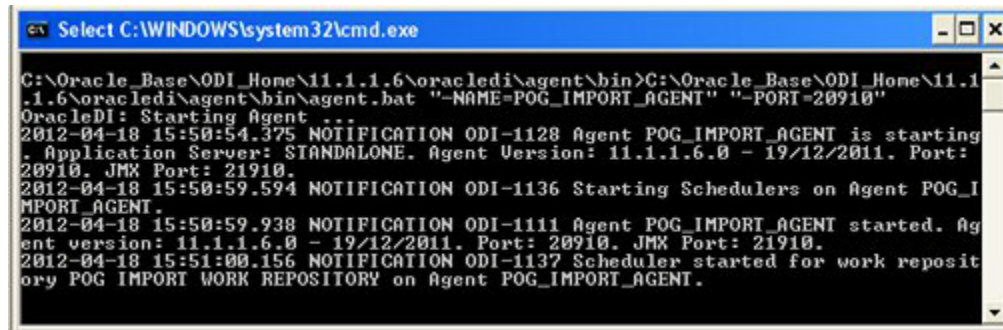 Select C:\WINDOWS\system32\cmd.exe
C:\Oracle_Base\ODI_Home\11.1.1.6\oracledi\agent\bin>C:\Oracle_Base\ODI_Home\11.1
.1.6\oracledi\agent\bin\agent.bat "-NAME=POG_IMPORT_AGENT" "-PORT=20910"
OracleDI: Starting Agent ...
2012-04-18 15:50:54.375 NOTIFICATION ODI-1128 Agent POG_IMPORT_AGENT is starting
. Application Server: STANDALONE. Agent Version: 11.1.1.6.0 - 19/12/2011. Port:
20910. JMX Port: 21910.
2012-04-18 15:50:59.594 NOTIFICATION ODI-1136 Starting Schedulers on Agent POG_I
MPORT_AGENT.
2012-04-18 15:50:59.938 NOTIFICATION ODI-1111 Agent POG_IMPORT_AGENT started. Ag
ent version: 11.1.1.6.0 - 19/12/2011. Port: 20910. JMX Port: 21910.
2012-04-18 15:51:00.156 NOTIFICATION ODI-1137 Scheduler started for work reposit
ory POG IMPORT WORK REPOSITORY on Agent POG_IMPORT_AGENT.